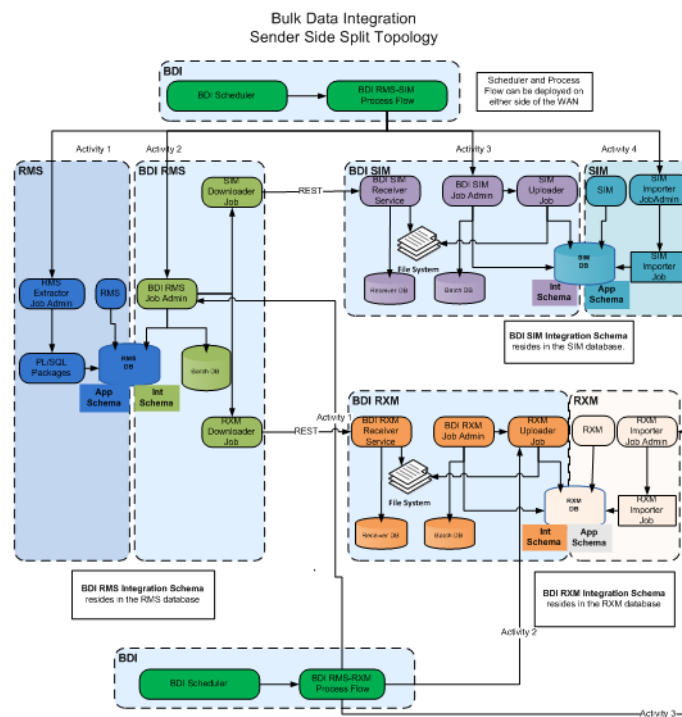 Bulk Data Integration
Sender Side Split Topology
BDI
BDI Scheduler
BDI RMS-SIM
Process Flow
Scheduler and Process
Flow can be deployed on
either side of the WAN
Activity 1
Activity 2
Activity 3
Activity 4
RMS
BDI RMS
SIM
Downloader
Job
REST
BDI SIM
BDI SIM
Receiver
Service
BDI SIM
Job Admin
SIM
Uploader
Job
SIM
SIM
SIM
Importer
JobAdmin
File System
SIM
DB
SIM
Importer Job
Receiver DB
Batch DB
Int
Schema
App
Schema
RMS
Extractor
Job Admin
RMS
BDI RMS
Job Admin
BDI SIM Integration Schema
resides in the SIM database.
PL/SQL
Packages
RMS
DB
Batch DB
App
Schema
Int
Schema
RXM
Downloader
Job
REST
Activity 1
BDI RXM
BDI RXM
Receiver
Service
BDI RXM
Job Admin
RXM
Uploader
Job
RXM
RXM
RXM
Importer
Job Admin
File System
RXM
DB
RXM
Importer
Job
Receiver DB
Batch DB
Int
Schema
App
Schema
BDI RMS Integration Schema
resides in the RMS database
BDI RXM Integration Schema
resides in the RXM database
Activity 2
BDI
BDI Scheduler
BDI RMS-RXM
Process Flow
Activity 3